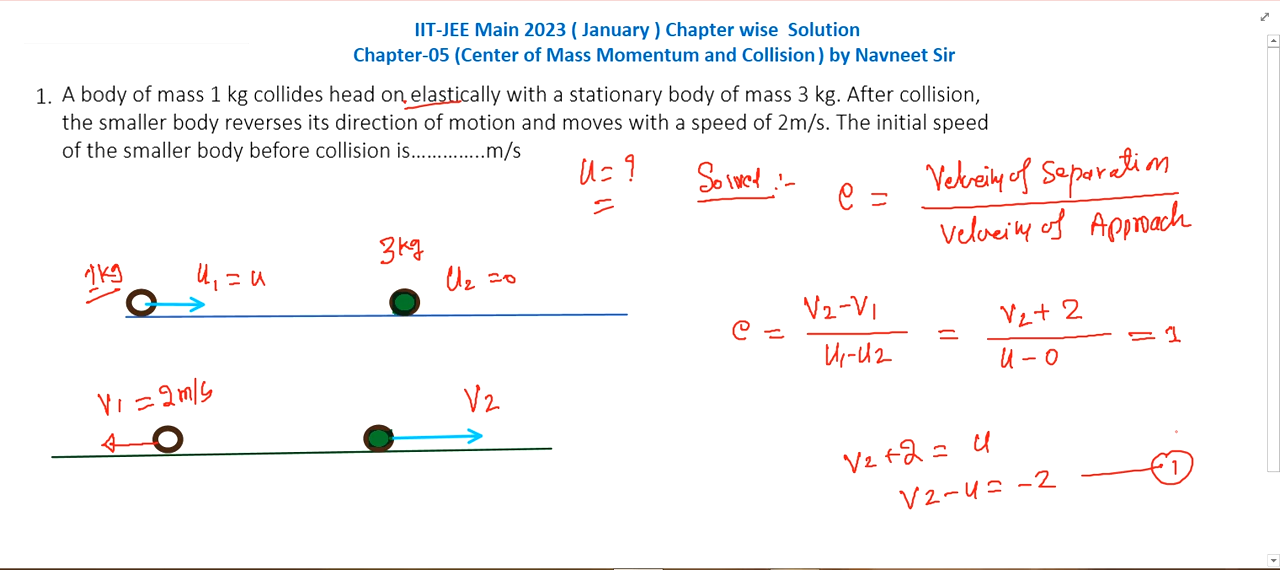 IIT-JEE Main 2023 ( January ) Chapter wise Solution
Chapter-05 (Center of Mass Momentum and Collision) by Navneet Sir
1. A body of mass 1 kg collides head on elastically with a stationary body of mass 3 kg. After collision,
the smaller body reverses its direction of motion and moves with a speed of 2m/s. The initial speed
of the smaller body before collision is..............m/s
u = ?
e = Velocity of Separation / Velocity of Approach
1kg
u₁ = u
3kg
u₂ = 0
e = V₂-V₁ / u₁-u₂ = V₂+2 / u-0 = 1
V₁ = 2m/s
V₂
V₂+2 = u
V₂-u = -2
1